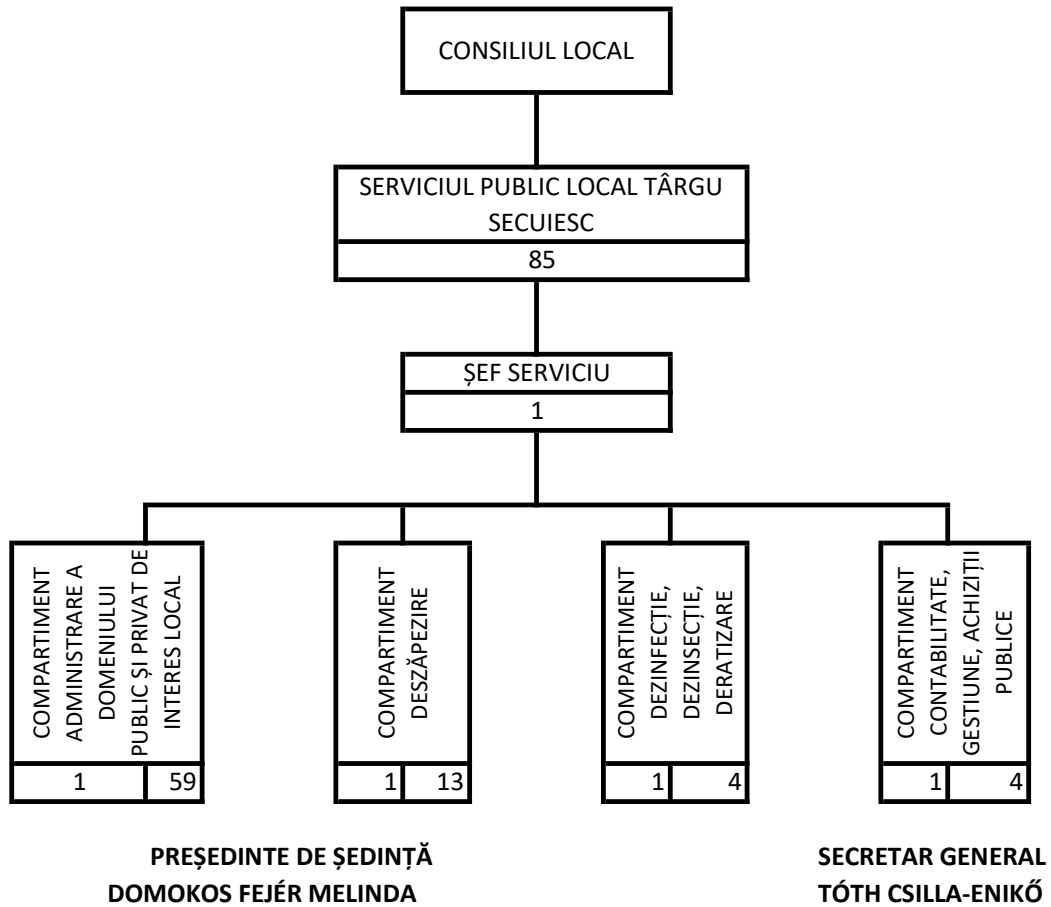 CONSILIUL LOCAL
SERVICIUL PUBLIC LOCAL TÂRGU
SECUIESC
85
ȘEF SERVICIU
1
COMPARTIMENT
ADMINISTRARE A
DOMENIULUI
PUBLIC ȘI PRIVAT DE
INTERES LOCAL
1 59
COMPARTIMENT
DESZĂPEZIRE
1 13
COMPARTIMENT
DEZINFECȚIE,
DEZINSECȚIE,
DERATIZARE
1 4
COMPARTIMENT
CONTABILITATE,
GESTIUNE, ACHIZIȚII
PUBLICE
1 4
PREȘEDINTE DE ȘEDINȚĂ
DOMOKOS FEJÉR MELINDA
SECRETAR GENERAL
TÓTH CSILLA-ENIKŐ